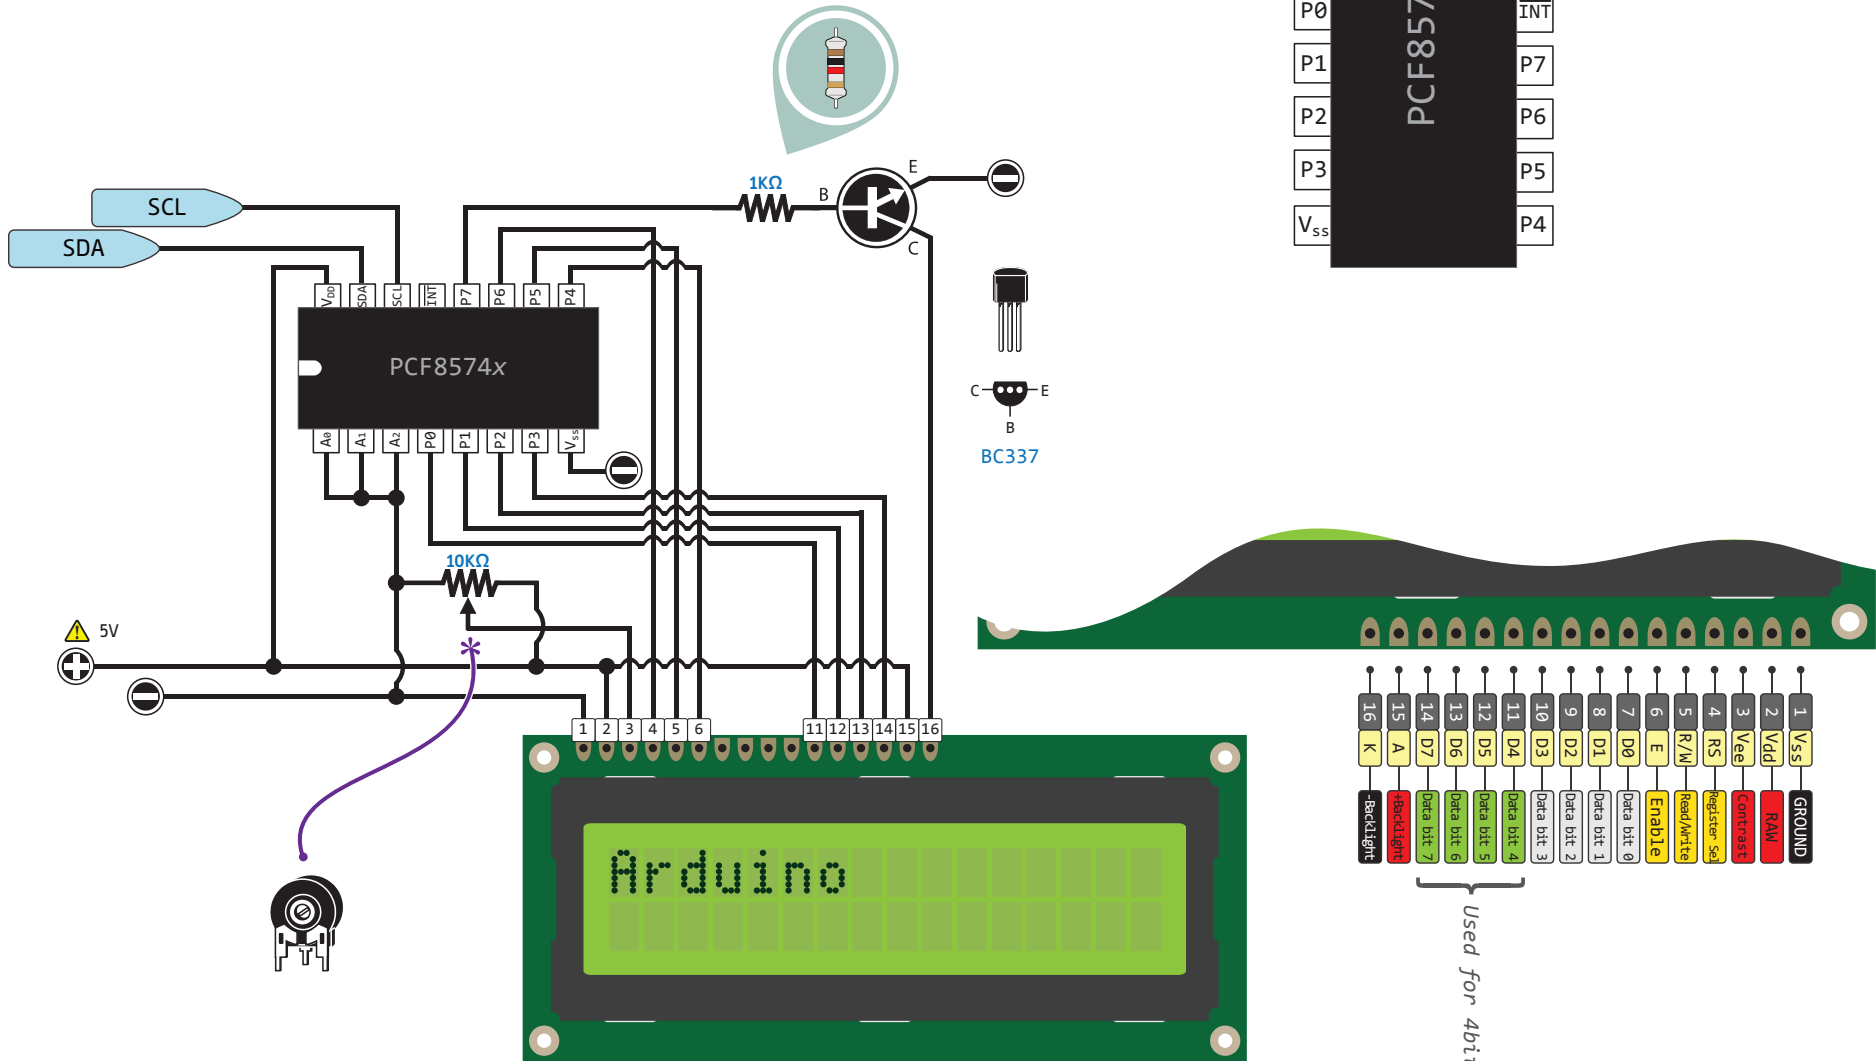 P0
P1
P2
P3
Vss
PCF857
INT
P7
P6
P5
P4
SCL
SDA
1KΩ
B
E
C
VDD
SDA
SCL
INT
P7
P6
P5
P4
PCF8574x
A0
A1
A2
P0
P1
P2
P3
Vss
C
E
B
BC337
10KΩ
5V
1
2
3
4
5
6
11
12
13
14
15
16
Arduino
16 K -Backlight
15 A +Backlight
14 D7 Data bit 7
13 D6 Data bit 6
12 D5 Data bit 5
11 D4 Data bit 4
10 D3 Data bit 3
9 D2 Data bit 2
8 D1 Data bit 1
7 D0 Data bit 0
6 E Enable
5 R/W Read/Write
4 RS Register Sel
3 Vee Contrast
2 Vdd RAW
1 Vss GROUND
Used for 4bi